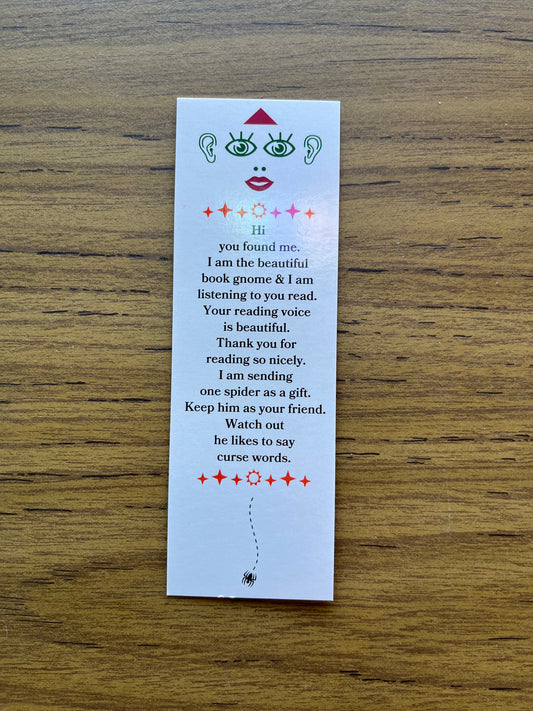 Hi
you found me.
I am the beautiful
book gnome & I am
listening to you read.
Your reading voice
is beautiful.
Thank you for
reading so nicely.
I am sending
one spider as a gift.
Keep him as your friend.
Watch out
he likes to say
curse words.